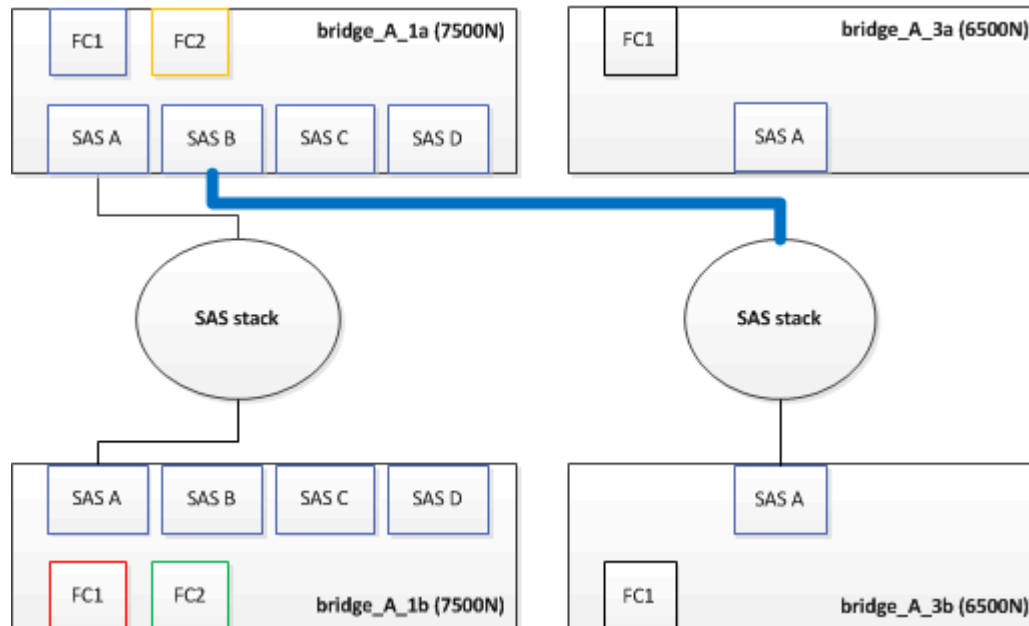 FC1
FC2
bridge_A_1a (7500N)
SAS A
SAS B
SAS C
SAS D
FC1
bridge_A_3a (6500N)
SAS A
SAS stack
SAS stack
SAS A
SAS B
SAS C
SAS D
FC1
FC2
bridge_A_1b (7500N)
SAS A
FC1
bridge_A_3b (6500N)